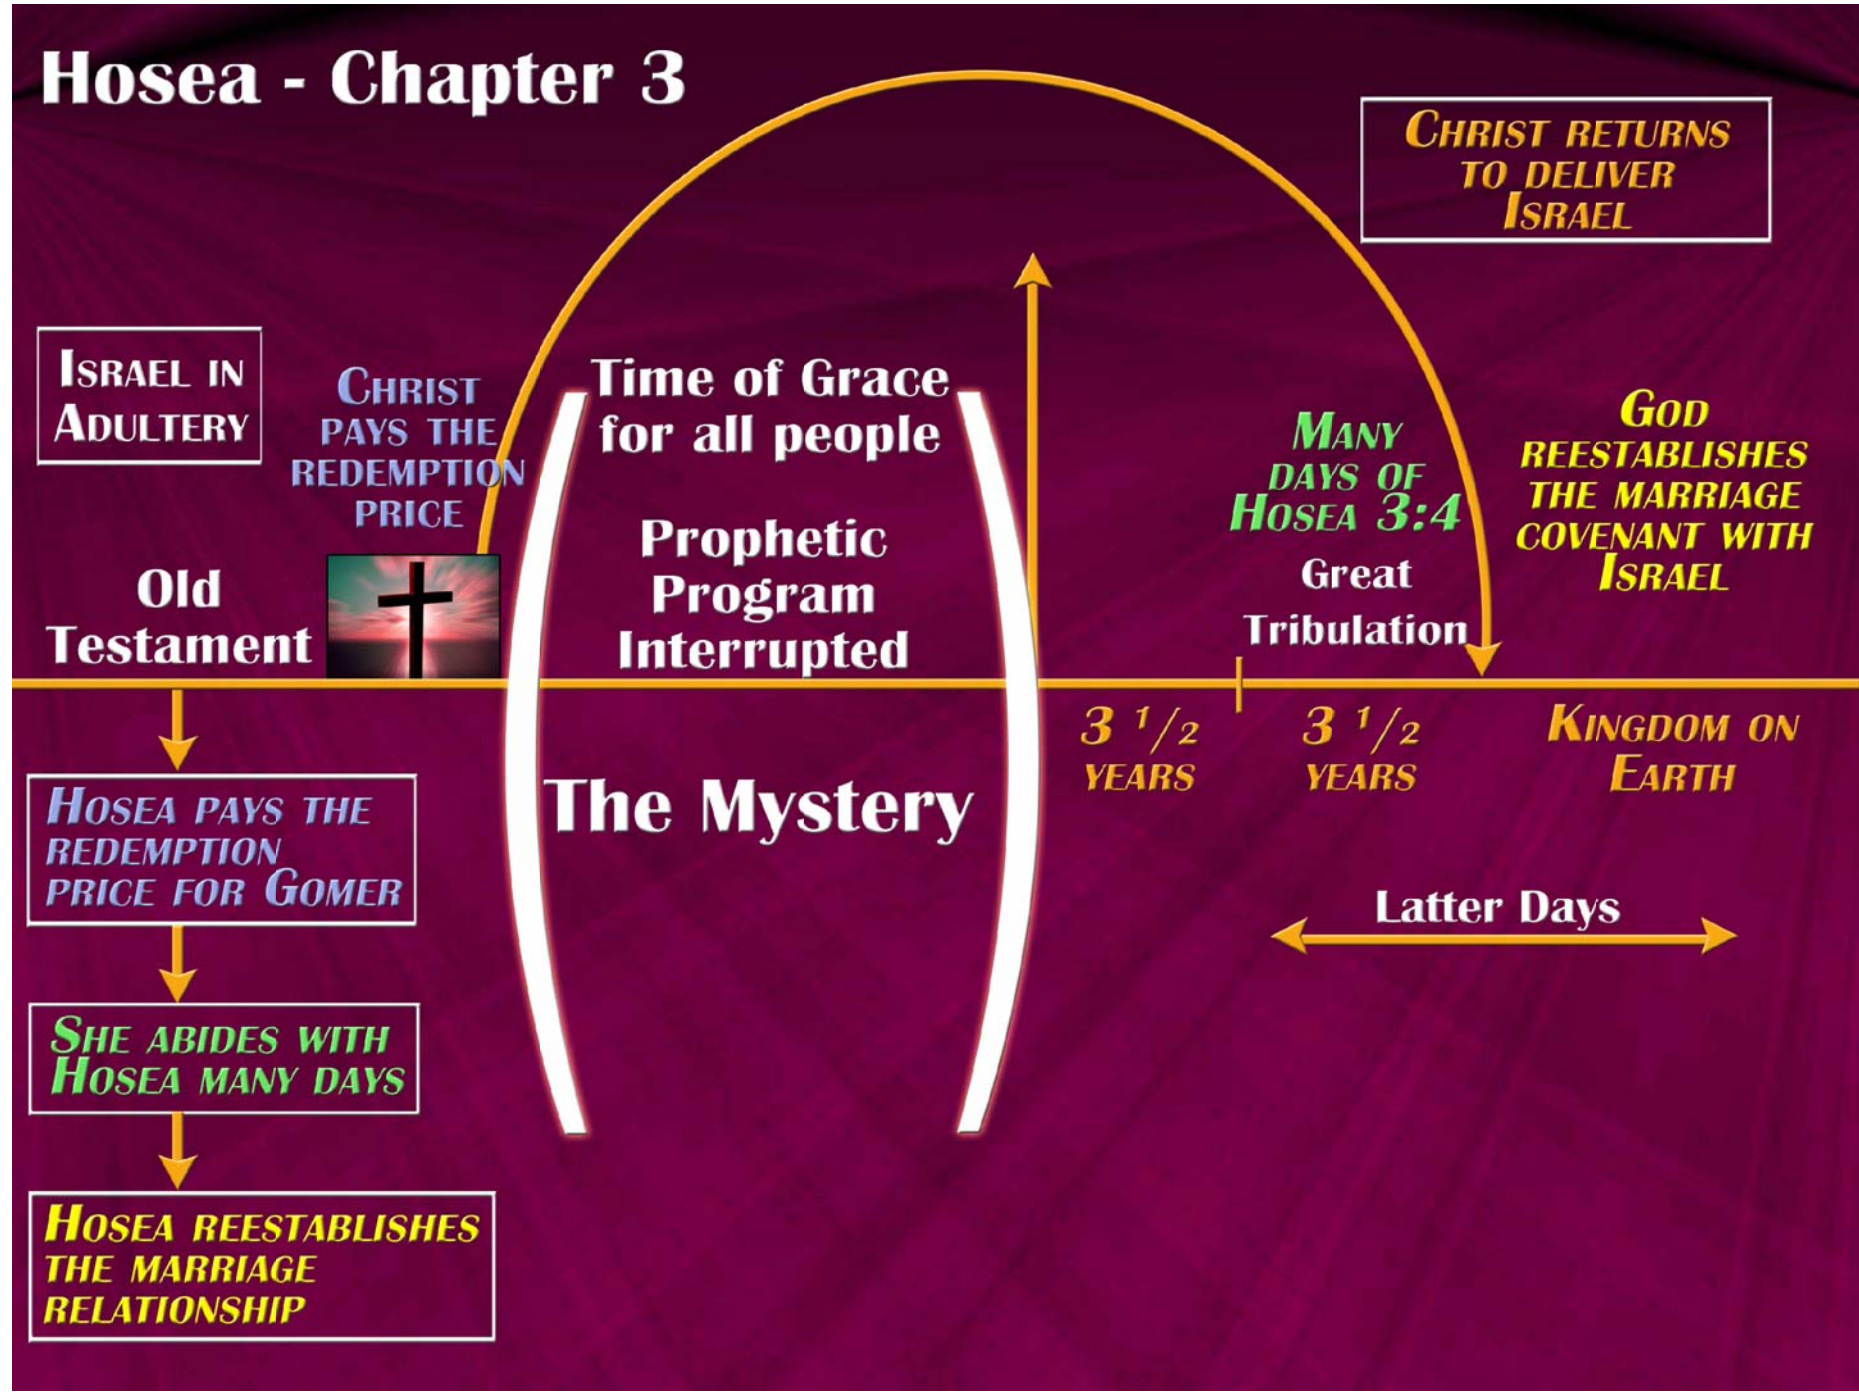 Hosea - Chapter 3
CHRIST RETURNS
TO DELIVER
ISRAEL
ISRAEL IN
ADULTERY
CHRIST
PAYS THE
REDEMPTION
PRICE
Time of Grace
for all people
Prophetic
Program
Interrupted
MANY
DAYS OF
HOSEA 3:4
Great
Tribulation
GOD
REESTABLISHES
THE MARRIAGE
COVENANT WITH
ISRAEL
Old
Testament
The Mystery
3 1/2
YEARS
3 1/2
YEARS
KINGDOM ON
EARTH
Latter Days
HOSEA PAYS THE
REDEMPTION
PRICE FOR GOMER
SHE ABIDES WITH
HOSEA MANY DAYS
HOSEA REESTABLISHES
THE MARRIAGE
RELATIONSHIP